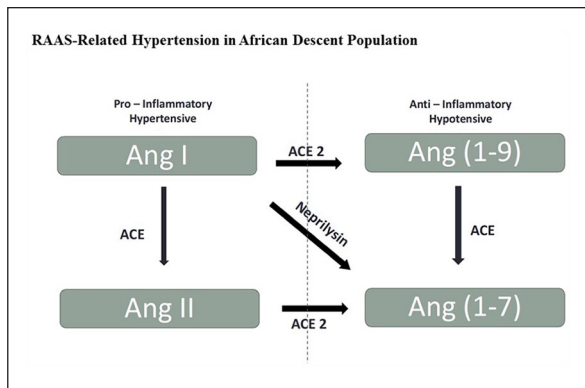 RAAS-Related Hypertension in African Descent Population
Pro – Inflammatory
Hypertensive
Anti – Inflammatory
Hypotensive
Ang I
ACE 2
Ang (1-9)
Neprilysin
ACE
ACE
Ang II
ACE 2
Ang (1-7)